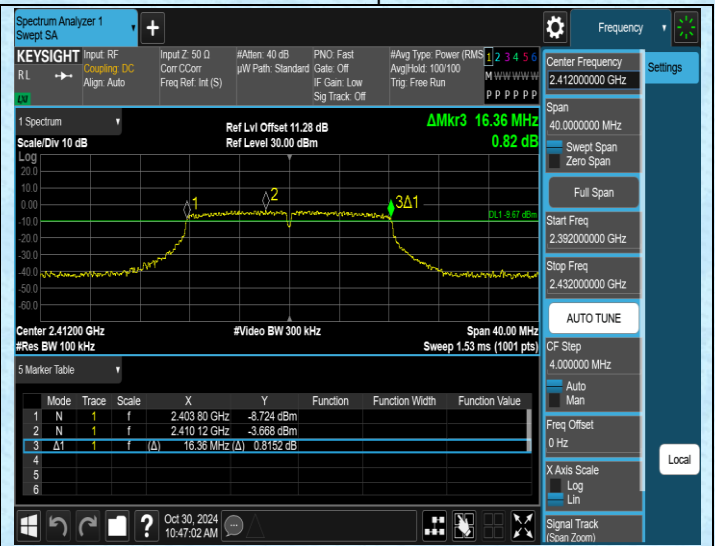 Spectrum Analyzer 1
Swept SA
Frequency
KEYSIGHT
RL
LXI
Input: RF
Coupling: DC
Align: Auto
Input Z: 50 Ω
Corr CCorr
Freq Ref: Int (S)
#Atten: 40 dB
µW Path: Standard
PNO: Fast
Gate: Off
IF Gain: Low
Sig Track: Off
#Avg Type: Power (RMS
Avg|Hold: 100/100
Trig: Free Run
1 2 3 4 5 6
M W W W W W
P P P P P P
1 Spectrum
Scale/Div 10 dB
Ref Lvl Offset 11.28 dB
Ref Level 30.00 dBm
ΔMkr3 16.36 MHz
0.82 dB
Log
20.0
10.0
0.00
-10.0
-20.0
-30.0
-40.0
-50.0
-60.0
1
2
3Δ1
DL1 -9.67 dBm
Center 2.41200 GHz
#Res BW 100 kHz
#Video BW 300 kHz
Span 40.00 MHz
Sweep 1.53 ms (1001 pts)
5 Marker Table
Mode Trace Scale X Y Function Function Width Function Value
1 N 1 f 2.403 80 GHz -8.724 dBm
2 N 1 f 2.410 12 GHz -3.668 dBm
3 Δ1 1 f (Δ) 16.36 MHz (Δ) 0.8152 dB
4
5
6
Oct 30, 2024
10:47:02 AM
Center Frequency
2.412000000 GHz
Span
40.0000000 MHz
Swept Span
Zero Span
Full Span
Start Freq
2.392000000 GHz
Stop Freq
2.432000000 GHz
AUTO TUNE
CF Step
4.000000 MHz
Auto
Man
Freq Offset
0 Hz
X Axis Scale
Log
Lin
Signal Track
(Span Zoom)
Settings
Local